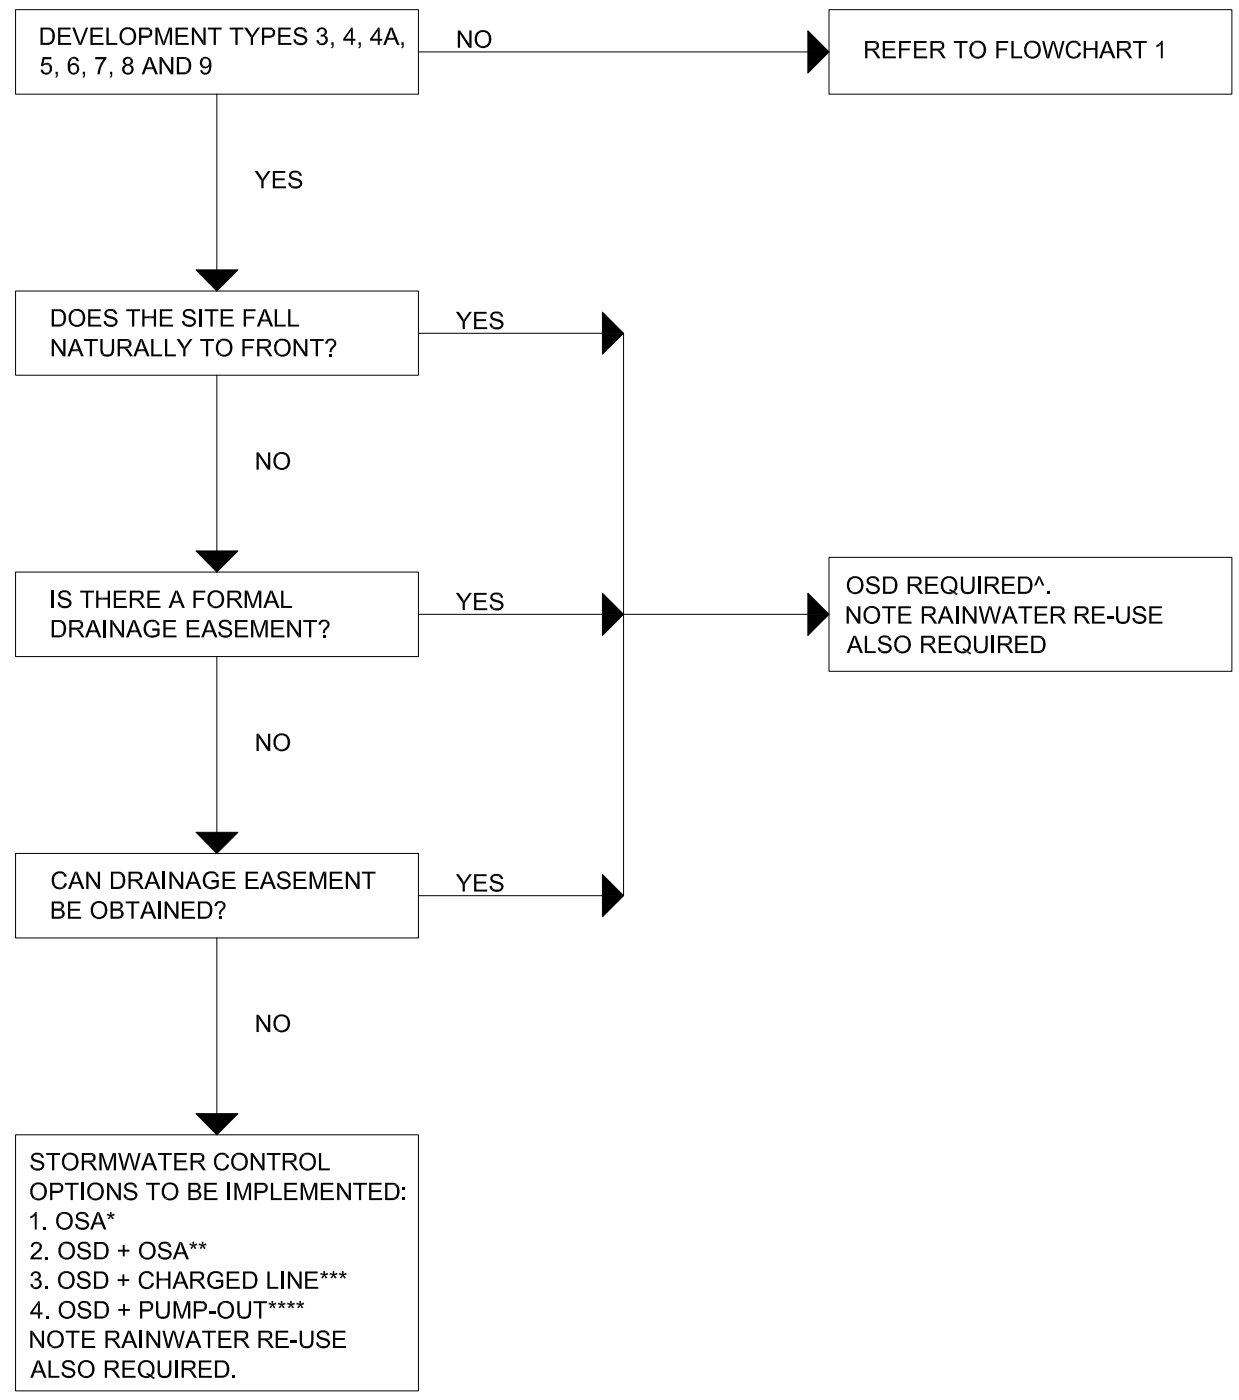 DEVELOPMENT TYPES 3, 4, 4A,
5, 6, 7, 8 AND 9
NO
REFER TO FLOWCHART 1
YES
DOES THE SITE FALL
NATURALLY TO FRONT?
YES
NO
IS THERE A FORMAL
DRAINAGE EASEMENT?
YES
OSD REQUIRED^.
NOTE RAINWATER RE-USE
ALSO REQUIRED
NO
CAN DRAINAGE EASEMENT
BE OBTAINED?
YES
NO
STORMWATER CONTROL
OPTIONS TO BE IMPLEMENTED:
1. OSA*
2. OSD + OSA**
3. OSD + CHARGED LINE***
4. OSD + PUMP-OUT****
NOTE RAINWATER RE-USE
ALSO REQUIRED.